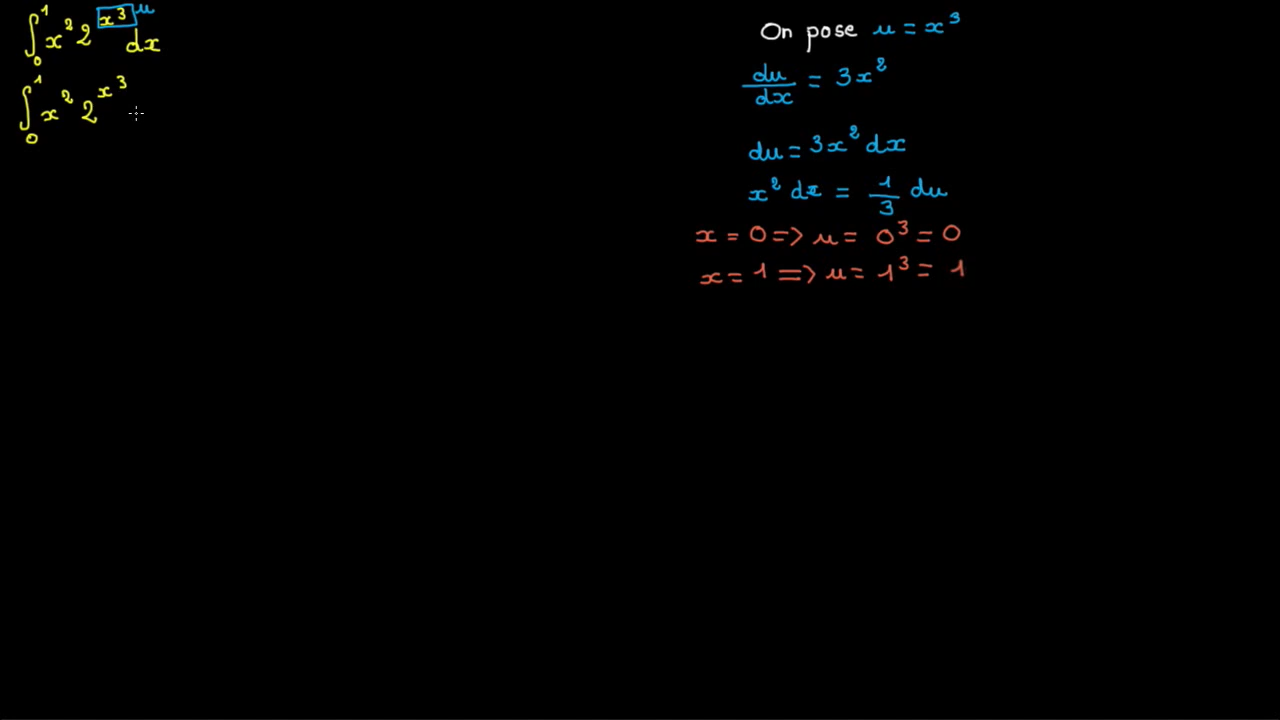 ∫₀¹ x² 2^{x³} dx u
∫₀¹ x² 2^{x³}
On pose u = x³
du/dx = 3x²
du = 3x² dx
x² dx = 1/3 du
x = 0 => u = 0³ = 0
x = 1 => u = 1³ = 1